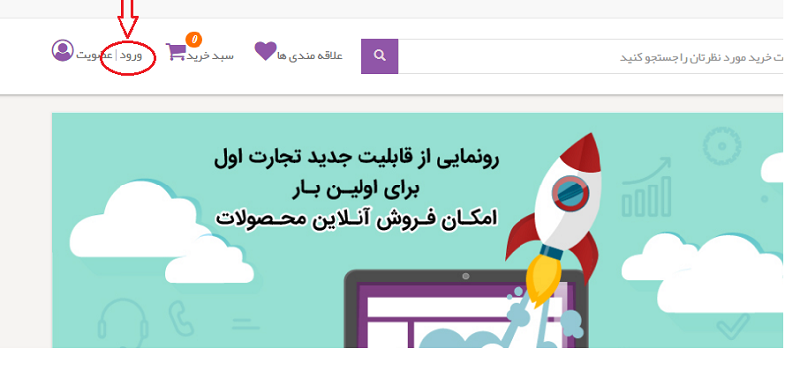 ت خرید مورد نظرتان را جستجو کنید
علاقه مندی ها
سبد خرید
0
ورود | عضویت
رونمایی از قابلیت جدید تجارت اول
برای اولیـن بـار
امکـان فـروش آنـلاین محـصولات